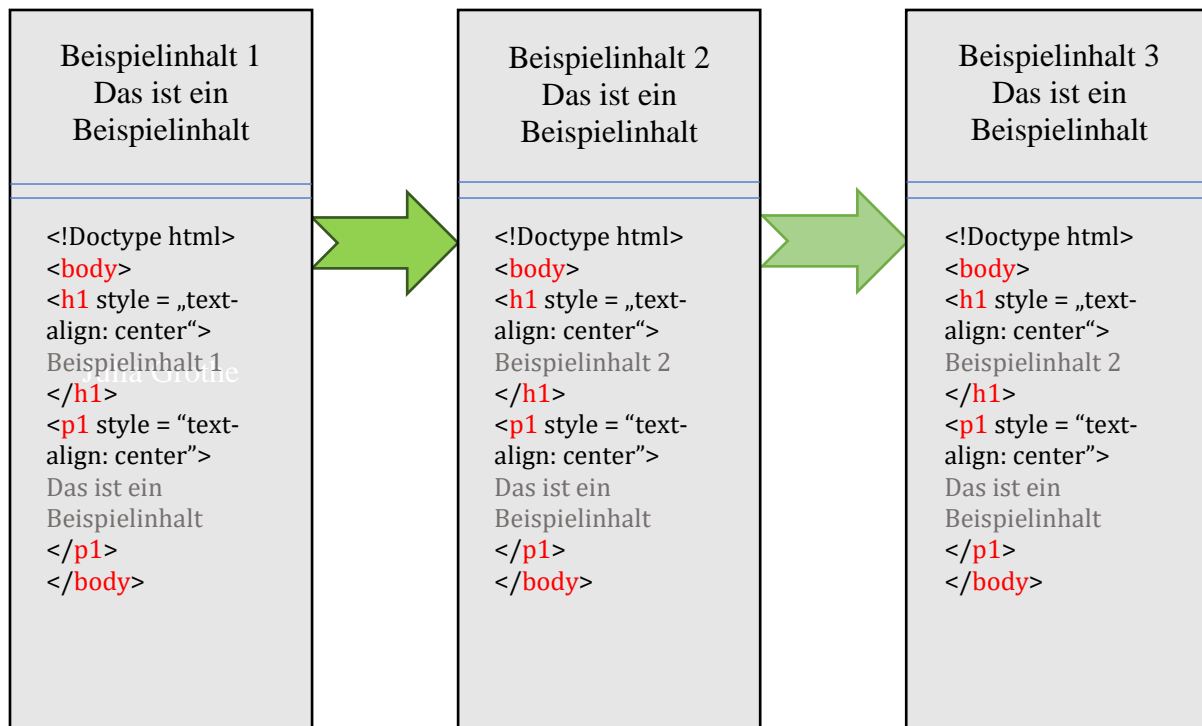 Beispielinhalt 1
Das ist ein
Beispielinhalt
<!Doctype html>
<body>
<h1 style = „text-
align: center“>
Beispielinhalt 1
Julia Grothe
</h1>
<p1 style = “text-
align: center”>
Das ist ein
Beispielinhalt
</p1>
</body>
Beispielinhalt 2
Das ist ein
Beispielinhalt
<!Doctype html>
<body>
<h1 style = „text-
align: center“>
Beispielinhalt 2
</h1>
<p1 style = “text-
align: center”>
Das ist ein
Beispielinhalt
</p1>
</body>
Beispielinhalt 3
Das ist ein
Beispielinhalt
<!Doctype html>
<body>
<h1 style = „text-
align: center“>
Beispielinhalt 2
</h1>
<p1 style = “text-
align: center”>
Das ist ein
Beispielinhalt
</p1>
</body>